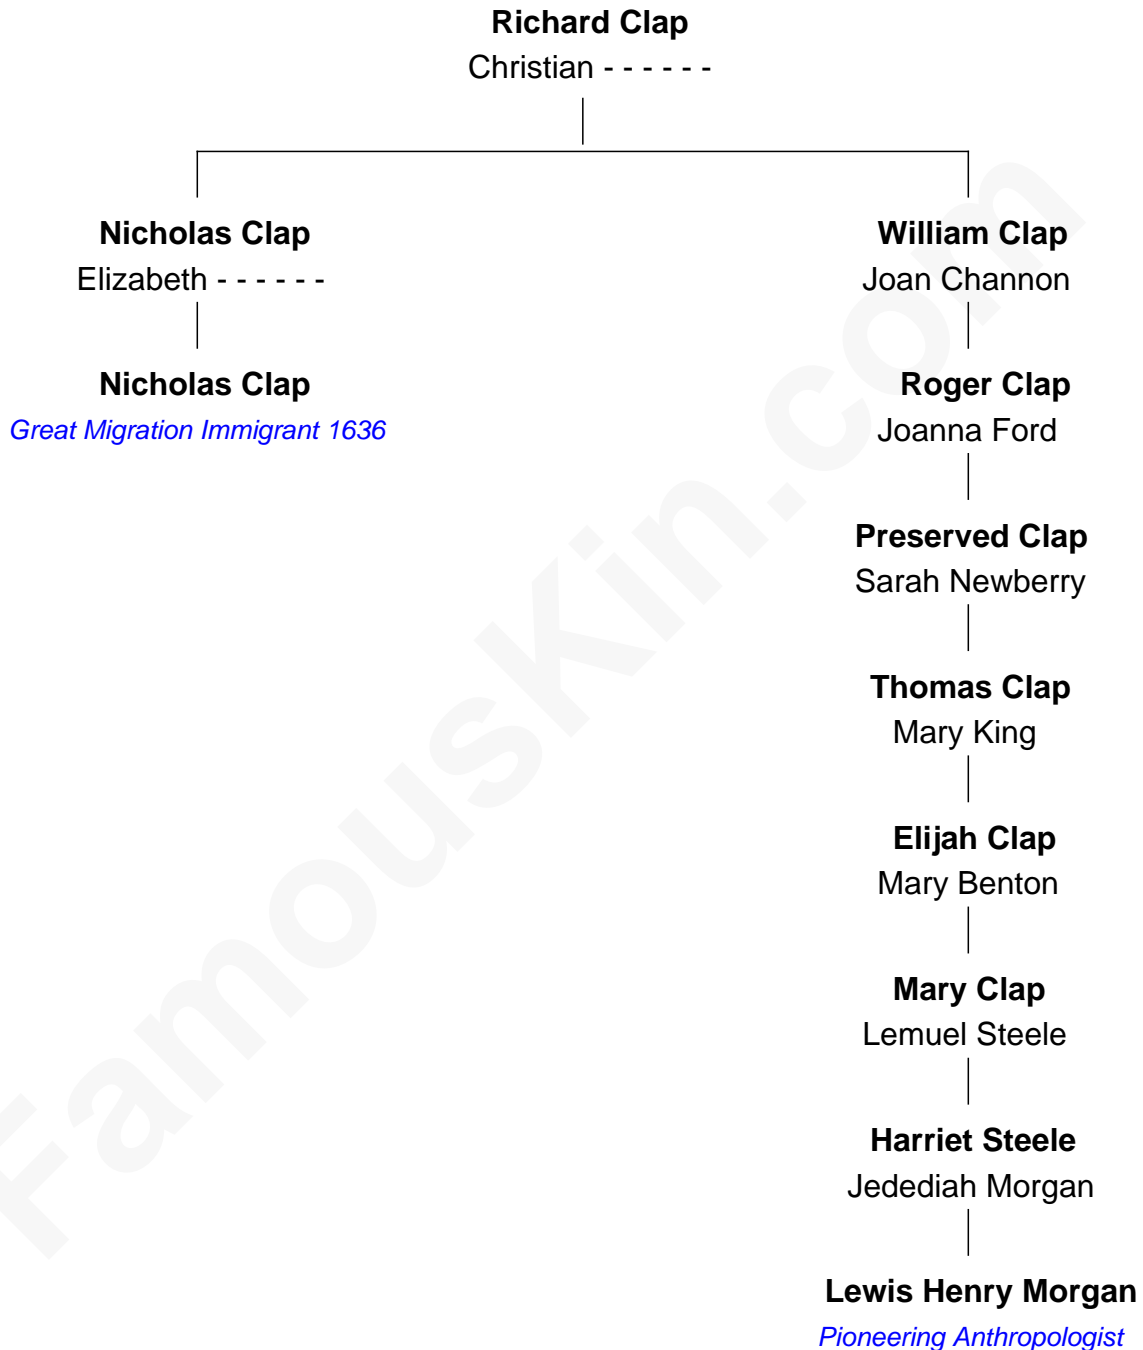 Richard Clap
Christian - - - - - -
Nicholas Clap
Elizabeth - - - - - -
Nicholas Clap
Great Migration Immigrant 1636
William Clap
Joan Channon
Roger Clap
Joanna Ford
Preserved Clap
Sarah Newberry
Thomas Clap
Mary King
Elijah Clap
Mary Benton
Mary Clap
Lemuel Steele
Harriet Steele
Jedediah Morgan
Lewis Henry Morgan
Pioneering Anthropologist
FamousKin.com